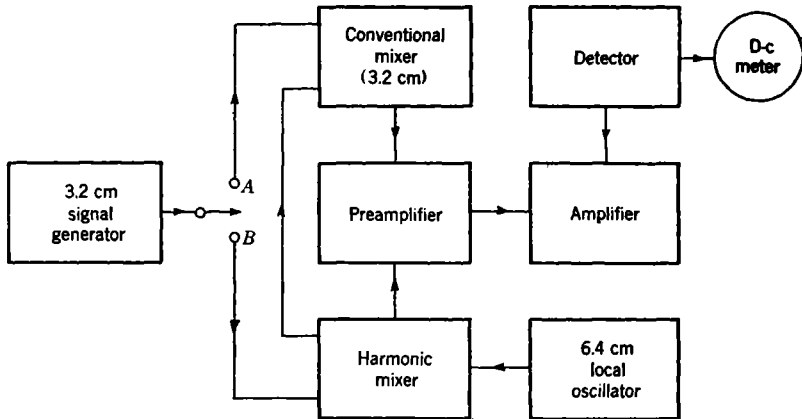 Conventional
mixer
(3.2 cm)
Detector
D-c
meter
A
3.2 cm
signal
generator
B
Preamplifier
Amplifier
Harmonic
mixer
6.4 cm
local
oscillator